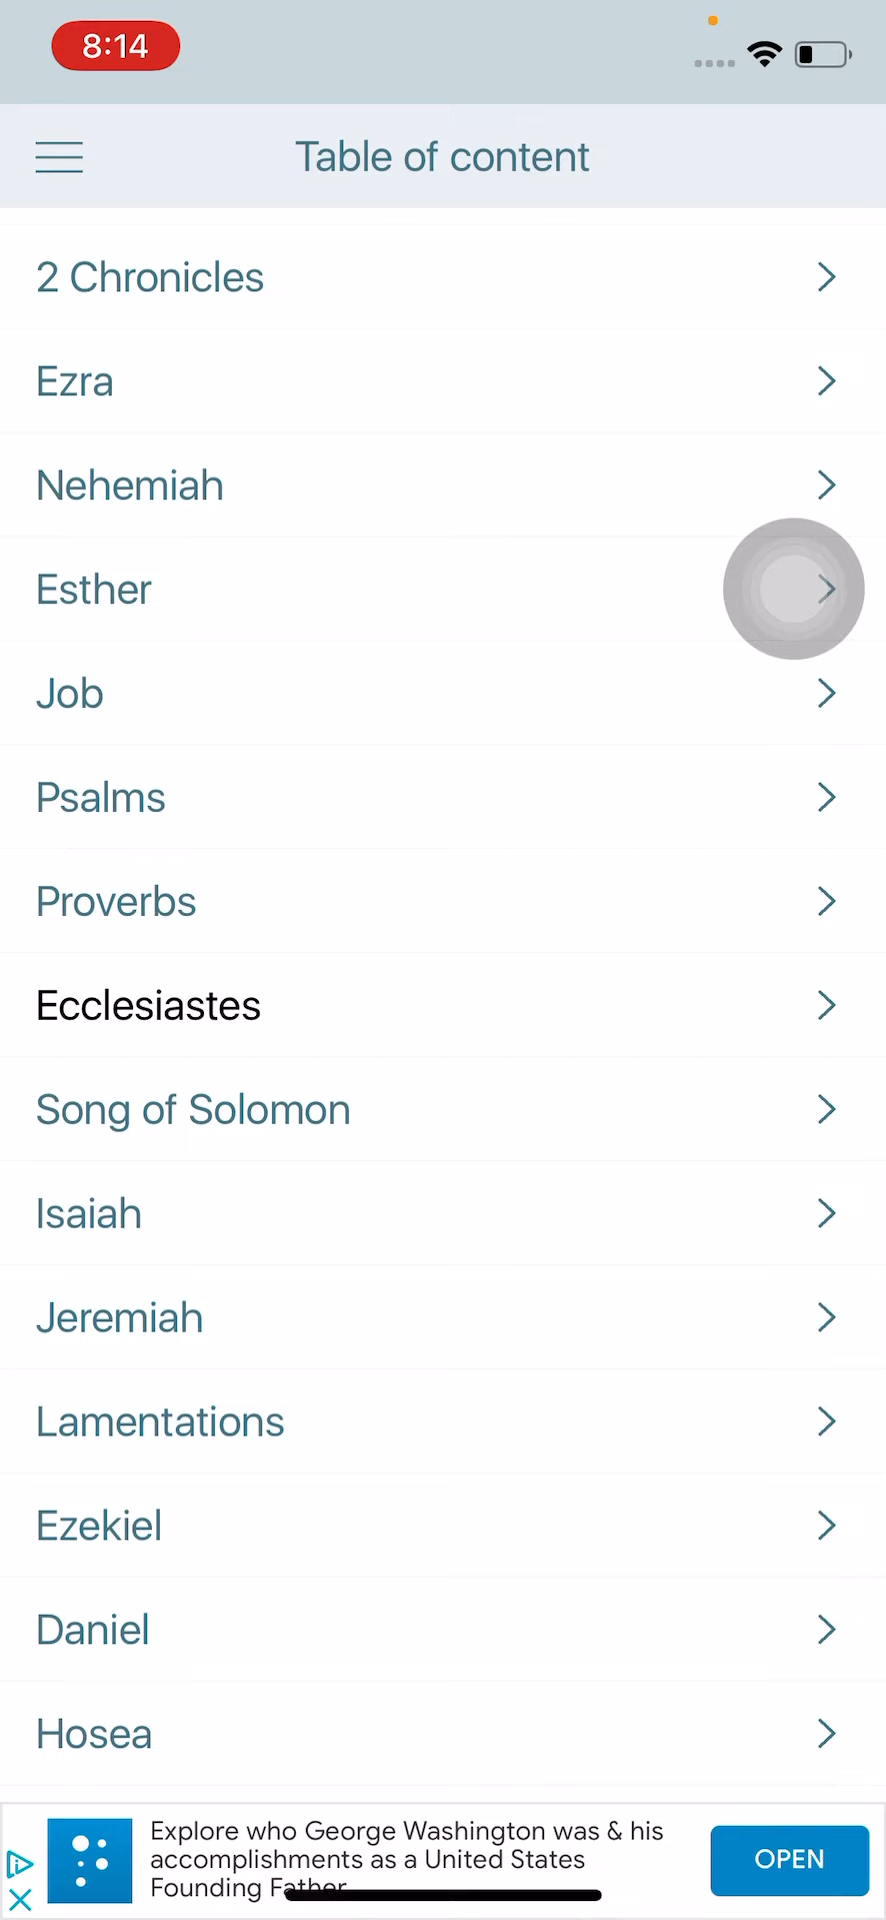 8:14
Table of content
2 Chronicles
Ezra
Nehemiah
Esther
Job
Psalms
Proverbs
Ecclesiastes
Song of Solomon
Isaiah
Jeremiah
Lamentations
Ezekiel
Daniel
Hosea
Explore who George Washington was & his
accomplishments as a United States
Founding Father
OPEN